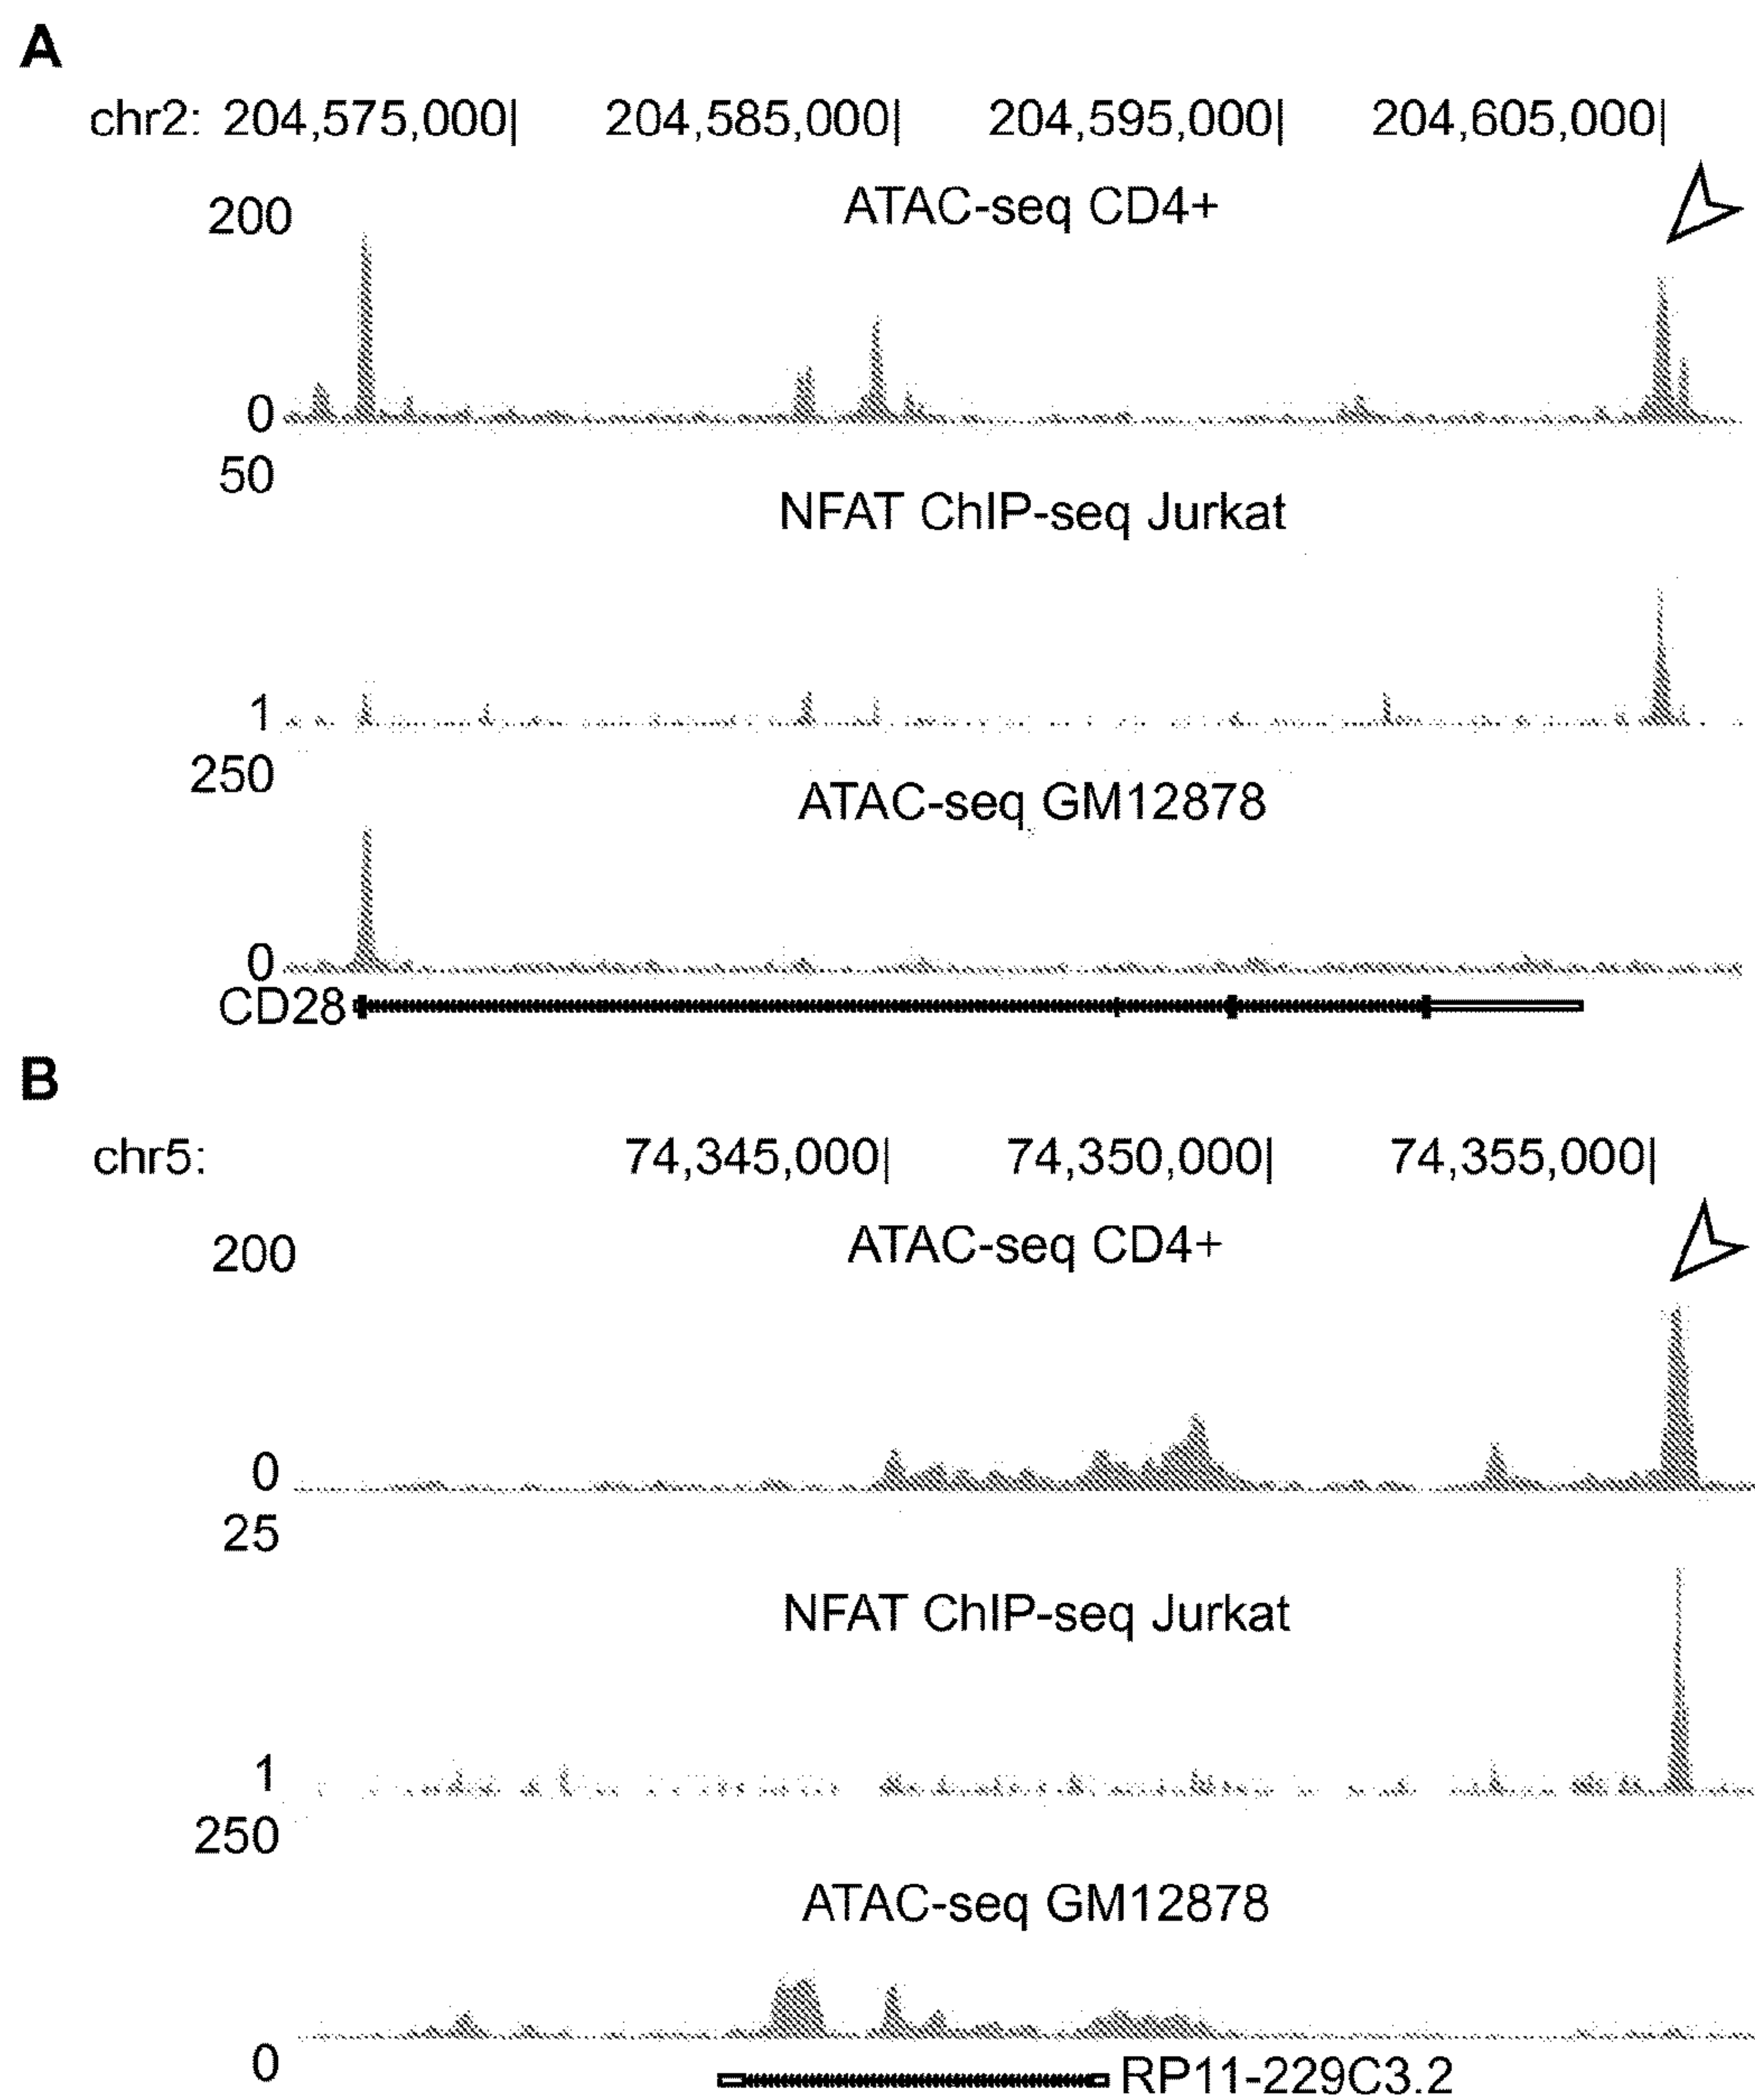 A
chr2: 204,575,000| 204,585,000| 204,595,000| 204,605,000|
200
ATAC-seq CD4+
0
50
NFAT ChIP-seq Jurkat
1
250
ATAC-seq GM12878
0
CD28
B
chr5: 74,345,000| 74,350,000| 74,355,000|
200
ATAC-seq CD4+
0
25
NFAT ChIP-seq Jurkat
1
250
ATAC-seq GM12878
0
RP11-229C3.2